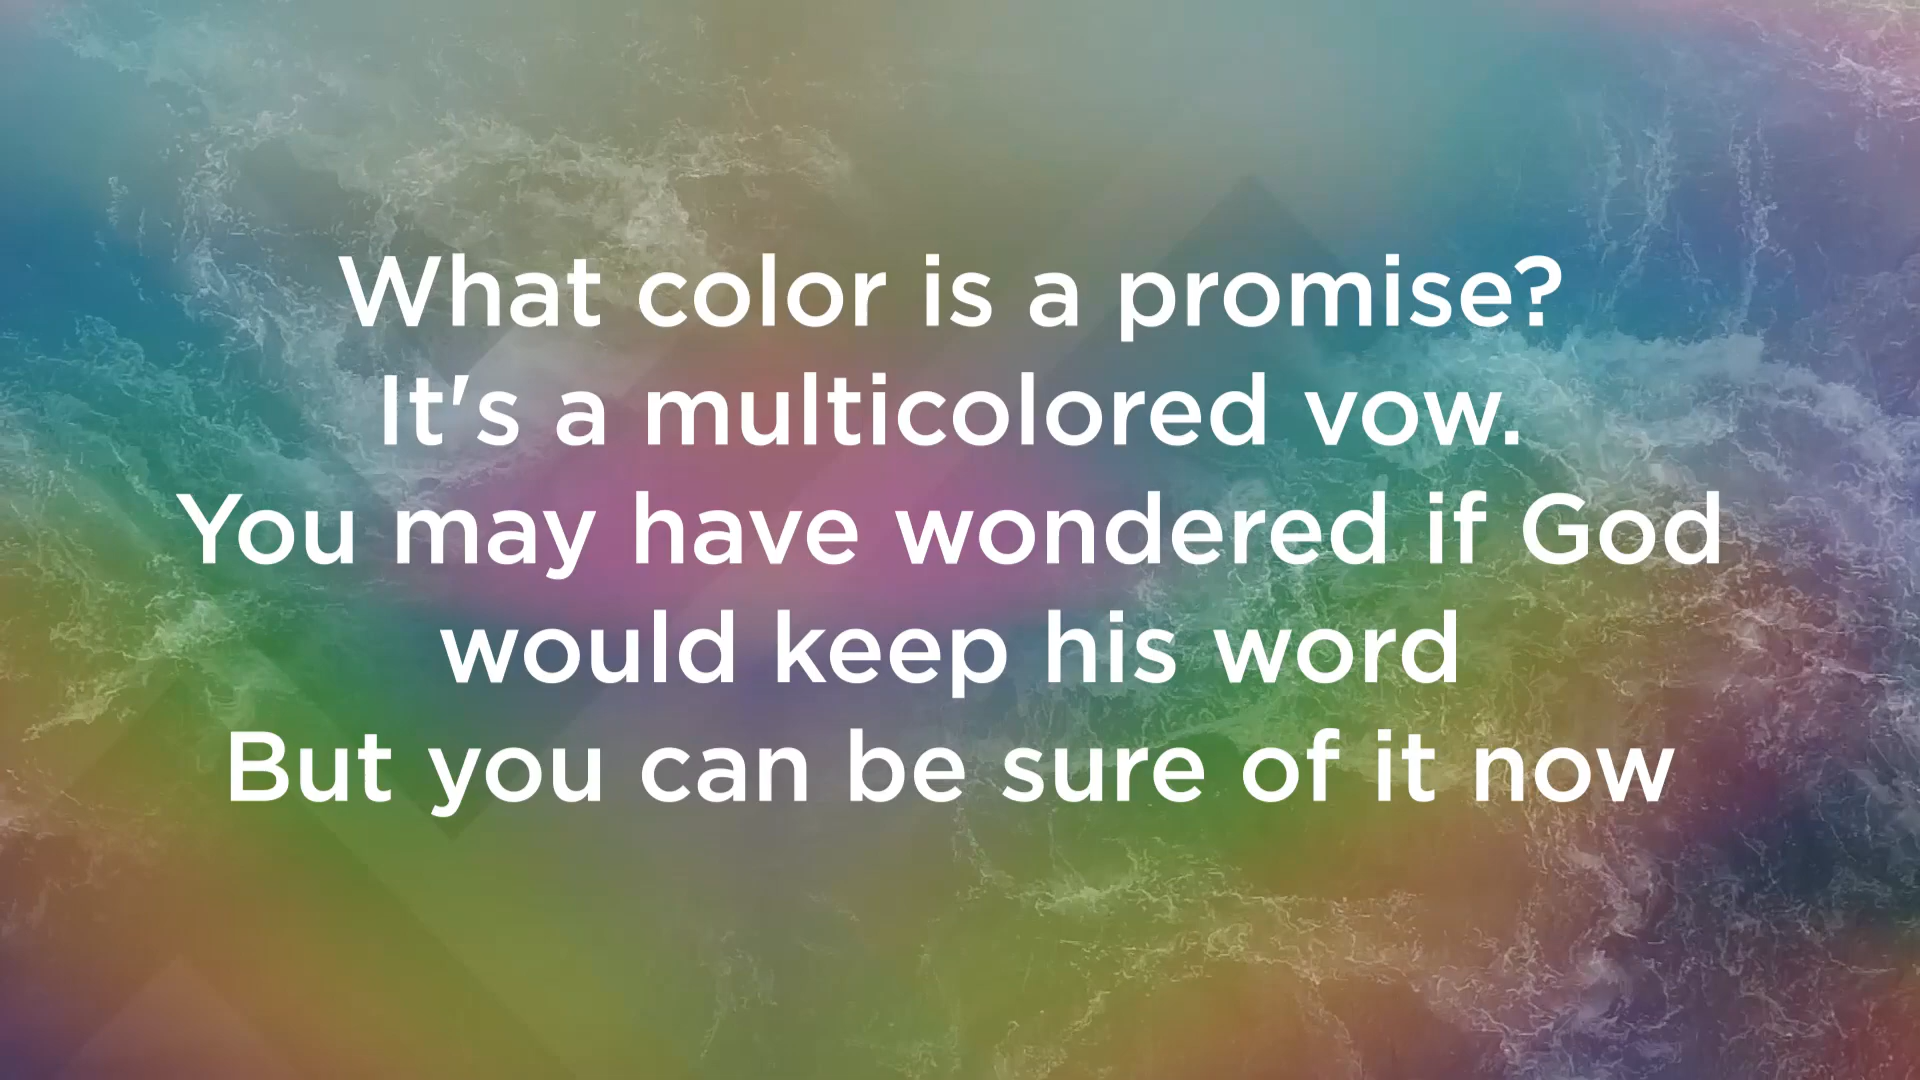 What color is a promise?
It's a multicolored vow.
You may have wondered if God
would keep his word
But you can be sure of it now